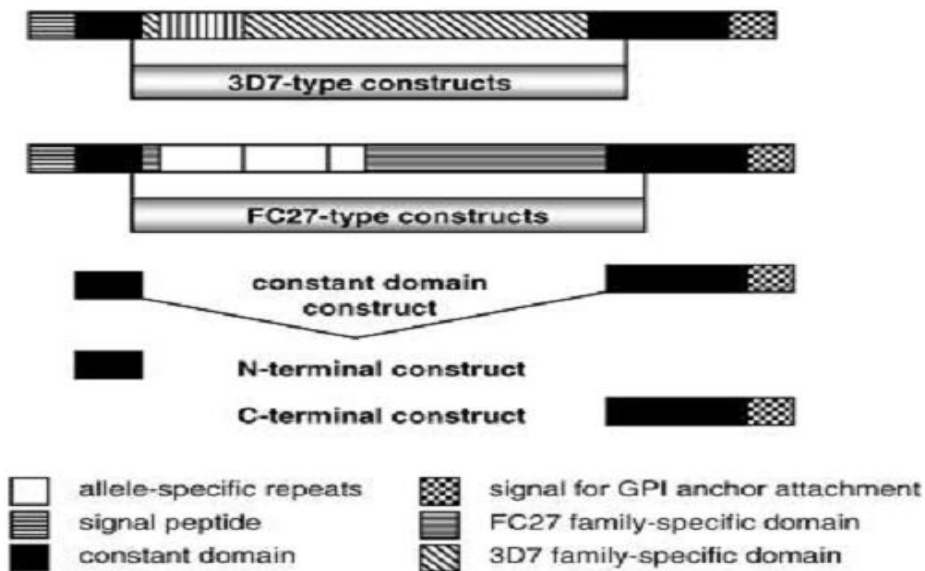 3D7-type constructs
FC27-type constructs
constant domain
construct
N-terminal construct
C-terminal construct
allele-specific repeats
signal for GPI anchor attachment
signal peptide
FC27 family-specific domain
constant domain
3D7 family-specific domain